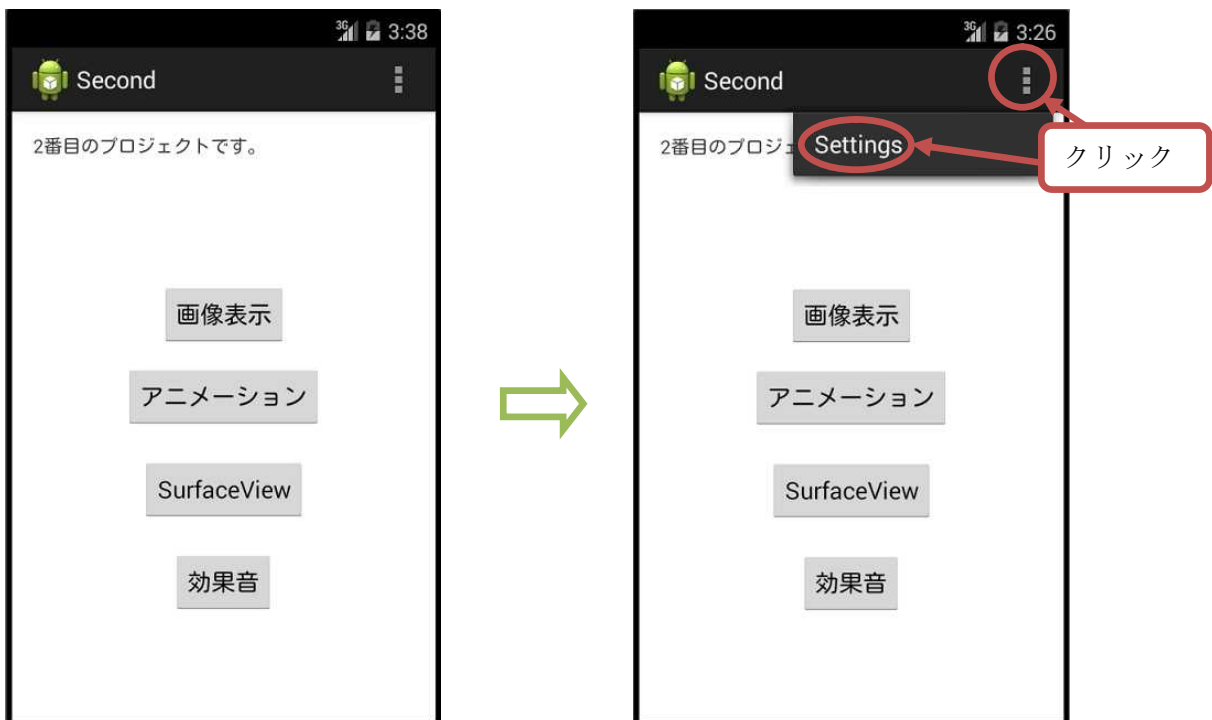 3G 3:38
Second
2番目のプロジェクトです。
画像表示
アニメーション
SurfaceView
効果音
3G 3:26
Second
Settings
クリック
2番目のプロジェ
画像表示
アニメーション
SurfaceView
効果音